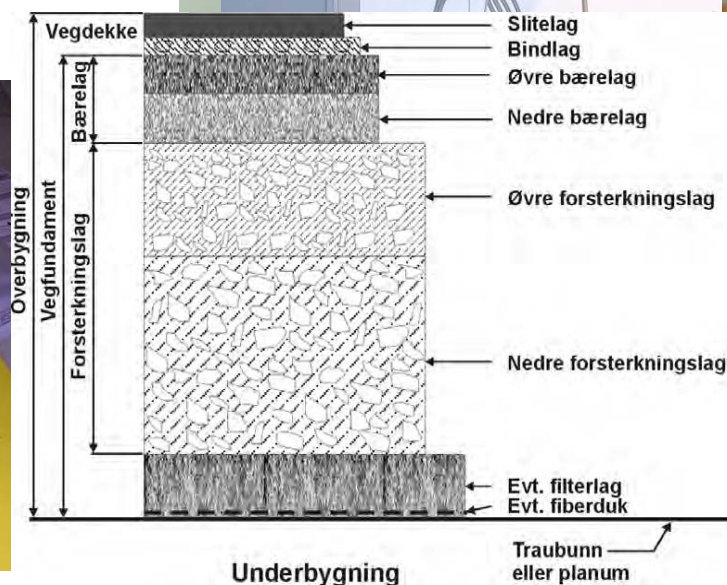 Vegdekke
Slitelag
Bindlag
Øvre bærelag
Bærelag
Nedre bærelag
Overbygning
Vegfundament
Forsterkningslag
Øvre forsterkningslag
Nedre forsterkningslag
Evt. filterlag
Evt. fiberduk
Underbygning
Traubunn
eller planum